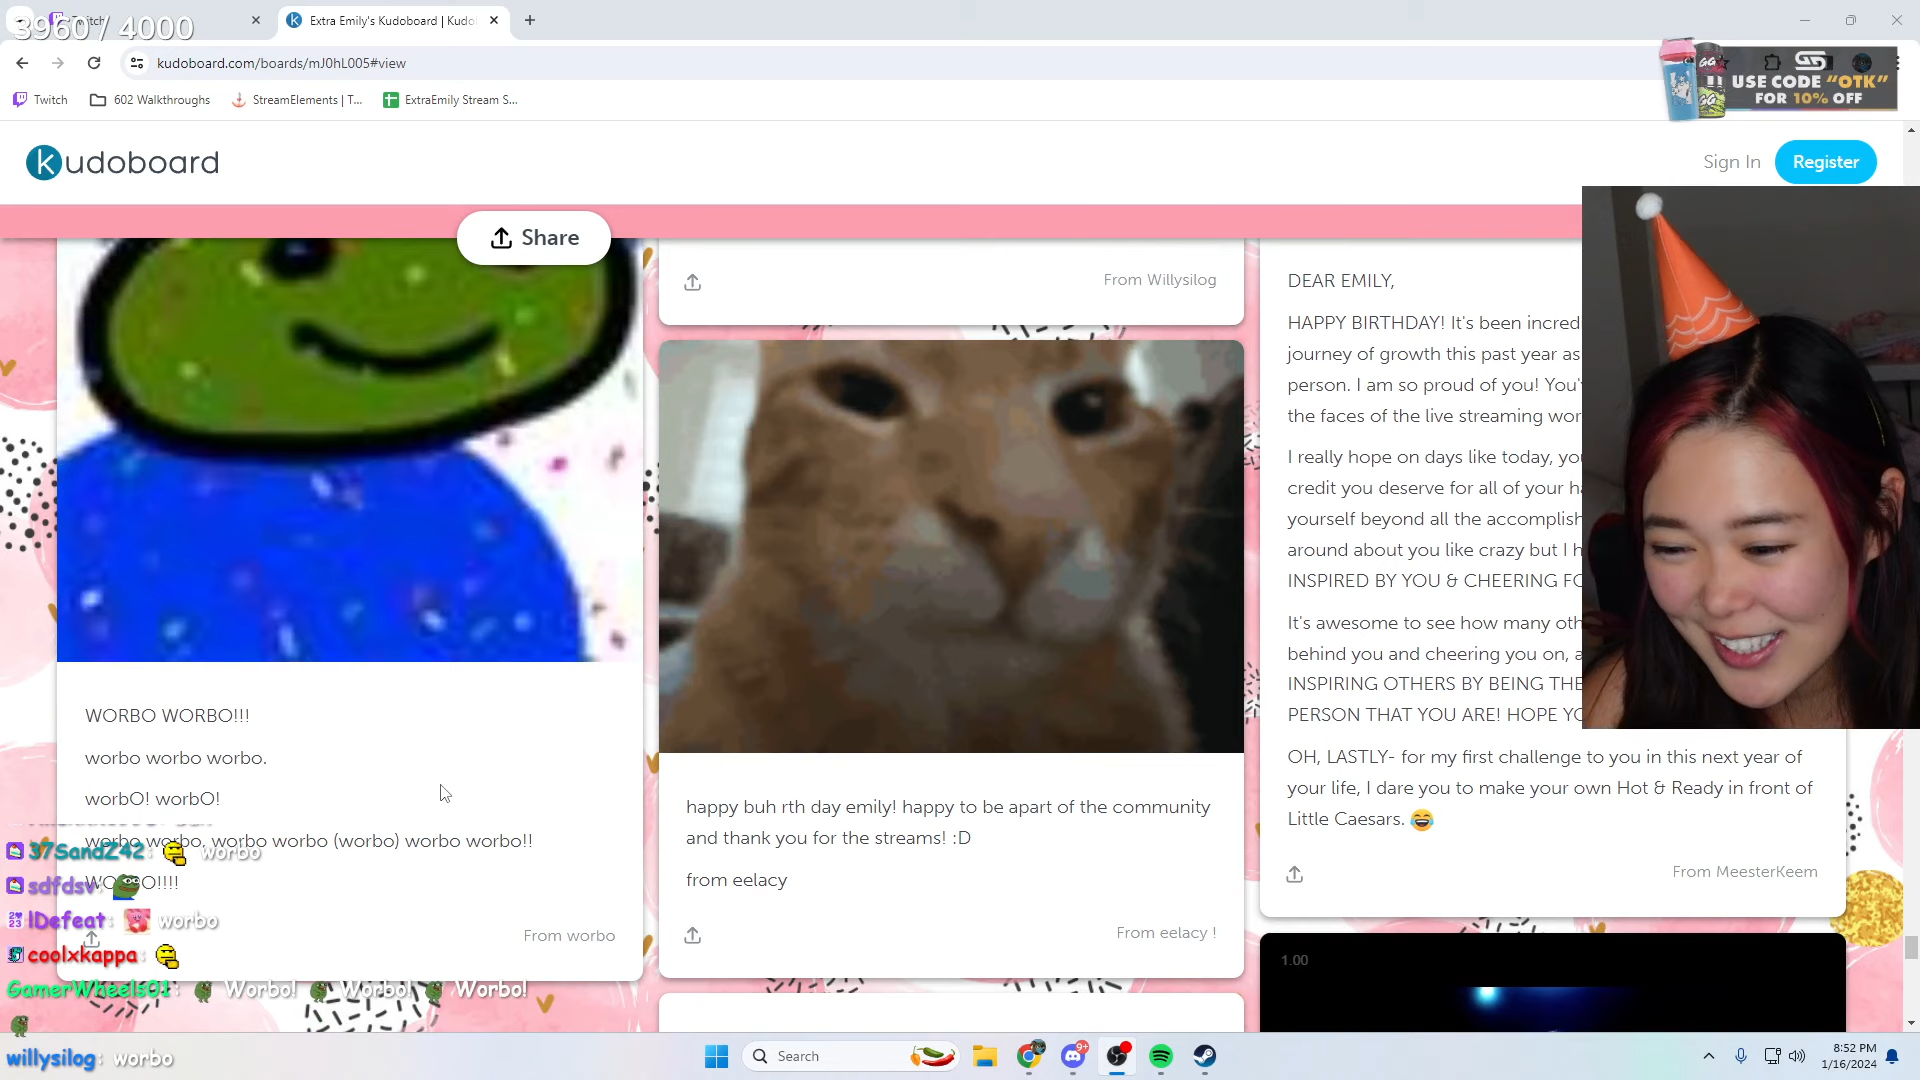 3960 / 4000
Twitch
Extra Emily's Kudoboard | Kudo
kudoboard.com/boards/mJ0hL005#view
Twitch
602 Walkthroughs
StreamElements | T...
ExtraEmily Stream S...
GG
GG
USE CODE "OTK"
FOR 10% OFF
kudoboard
Sign In
Register
Share
WORBO WORBO!!!
worbo worbo worbo.
worbO! worbO!
worbo worbo, worbo worbo (worbo) worbo worbo!!
From worbo
From Willysilog
happy buh rth day emily! happy to be apart of the community
and thank you for the streams! :D
from eelacy
From eelacy !
DEAR EMILY,
HAPPY BIRTHDAY! It's been incred
journey of growth this past year as
person. I am so proud of you! You'
the faces of the live streaming wor
I really hope on days like today, yo
credit you deserve for all of your h
yourself beyond all the accomplish
around about you like crazy but I h
INSPIRED BY YOU & CHEERING FO
It's awesome to see how many oth
behind you and cheering you on, a
INSPIRING OTHERS BY BEING THE
PERSON THAT YOU ARE! HOPE YO
OH, LASTLY- for my first challenge to you in this next year of
your life, I dare you to make your own Hot & Ready in front of
Little Caesars. 😂
From MeesterKeem
1.00
37SandZ42: worbo
sdfdsv:
lDefeat: worbo
coolxkappa:
GamerWheels01: Worbo! Worbo! Worbo!
willysilog: worbo
Search
9+
8:52 PM
1/16/2024